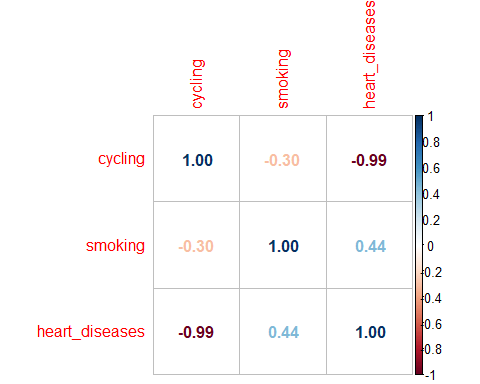 cycling
smoking
heart_diseases
cycling 1.00 -0.30 -0.99
smoking -0.30 1.00 0.44
heart_diseases -0.99 0.44 1.00
1
0.8
0.6
0.4
0.2
0
-0.2
-0.4
-0.6
-0.8
-1